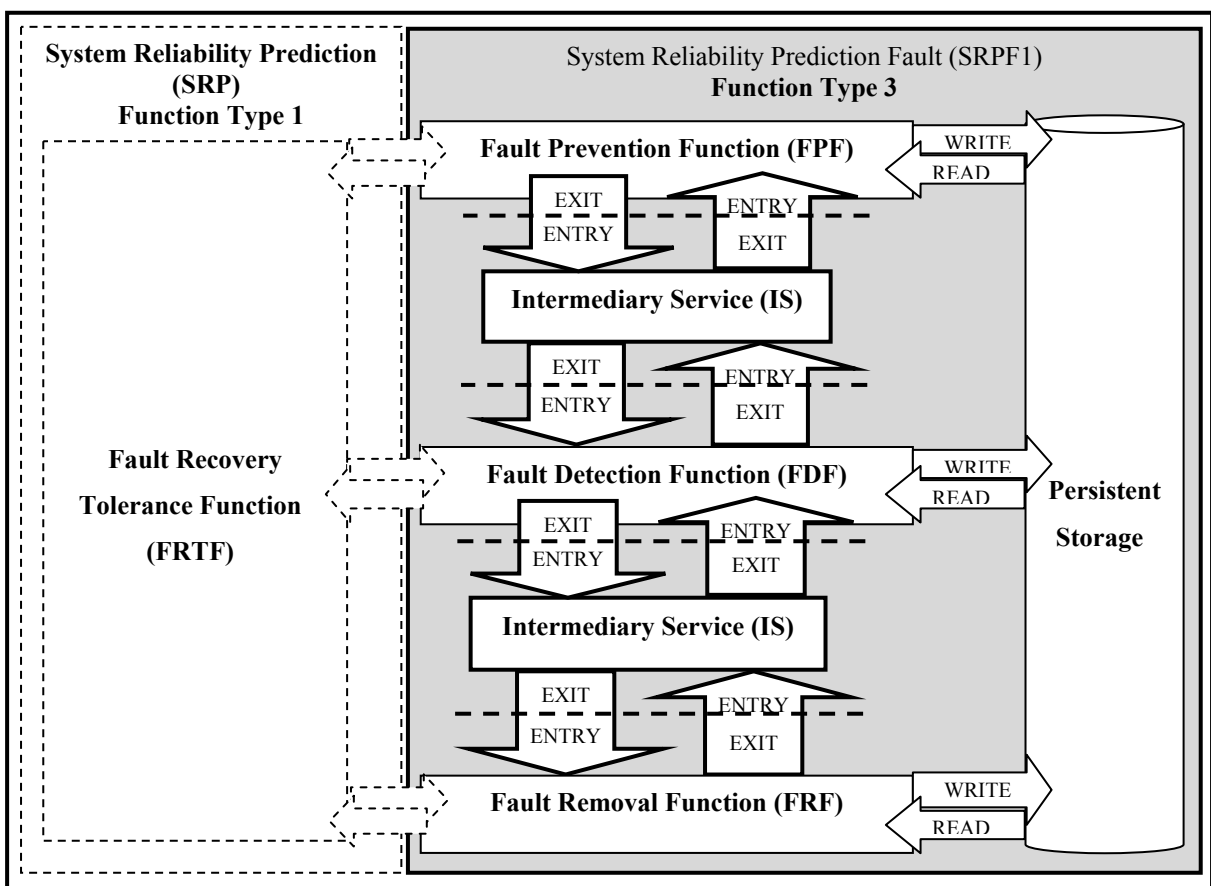 System Reliability Prediction
(SRP)
Function Type 1
System Reliability Prediction Fault (SRPF1)
Function Type 3
Fault Prevention Function (FPF)
WRITE
READ
EXIT
ENTRY
ENTRY
EXIT
Intermediary Service (IS)
EXIT
ENTRY
ENTRY
EXIT
Fault Recovery
Tolerance Function
(FRTF)
Fault Detection Function (FDF)
WRITE
READ
Persistent
Storage
EXIT
ENTRY
ENTRY
EXIT
Intermediary Service (IS)
EXIT
ENTRY
ENTRY
EXIT
Fault Removal Function (FRF)
WRITE
READ